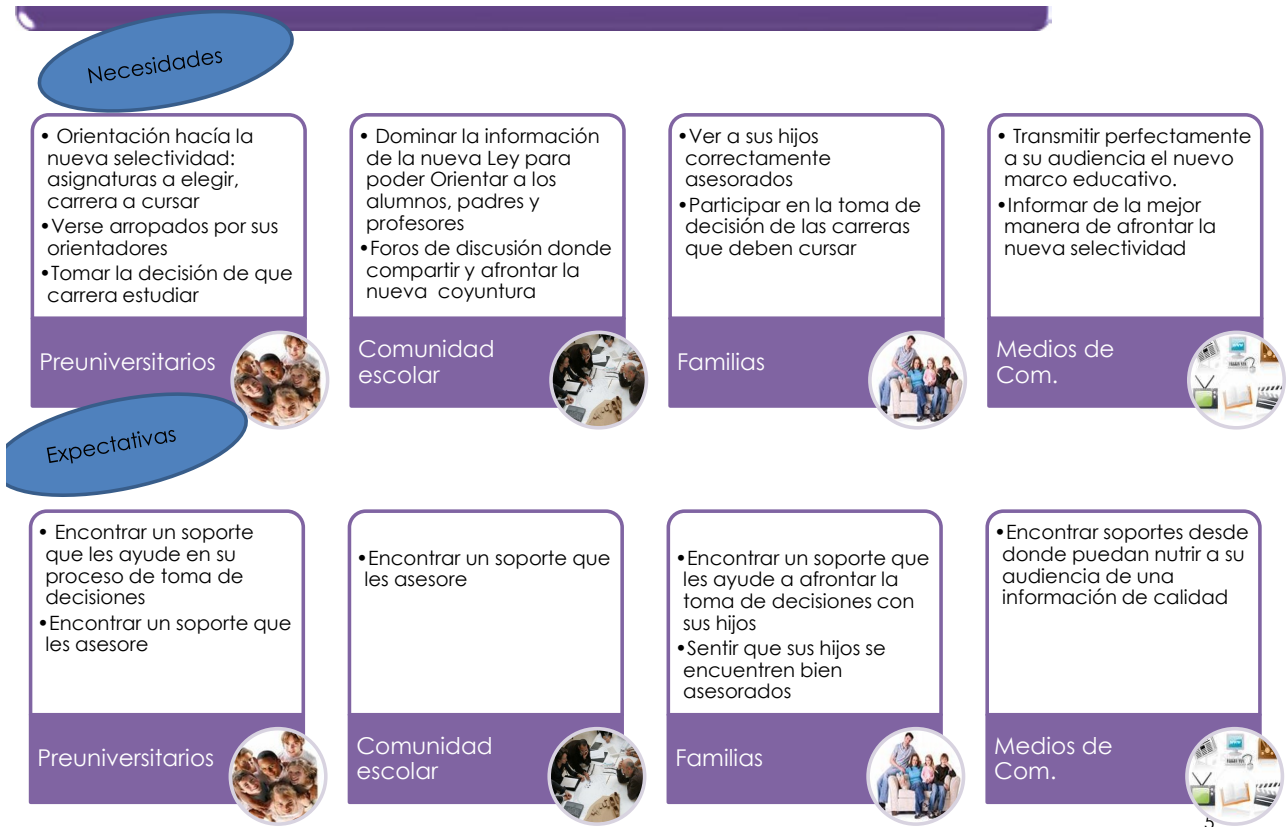 Necesidades
• Orientación hacía la
nueva selectividad:
asignaturas a elegir,
carrera a cursar
•Verse arropados por sus
orientadores
•Tomar la decisión de que
carrera estudiar
Preuniversitarios
• Dominar la información
de la nueva Ley para
poder Orientar a los
alumnos, padres y
profesores
•Foros de discusión donde
compartir y afrontar la
nueva coyuntura
Comunidad
escolar
•Ver a sus hijos
correctamente
asesorados
•Participar en la toma de
decisión de las carreras
que deben cursar
Familias
• Transmitir perfectamente
a su audiencia el nuevo
marco educativo.
•Informar de la mejor
manera de afrontar la
nueva selectividad
Medios de
Com.
Expectativas
• Encontrar un soporte
que les ayude en su
proceso de toma de
decisiones
•Encontrar un soporte que
les asesore
Preuniversitarios
•Encontrar un soporte que
les asesore
Comunidad
escolar
•Encontrar un soporte que
les ayude a afrontar la
toma de decisiones con
sus hijos
•Sentir que sus hijos se
encuentren bien
asesorados
Familias
•Encontrar soportes desde
donde puedan nutrir a su
audiencia de una
información de calidad
Medios de
Com.
5